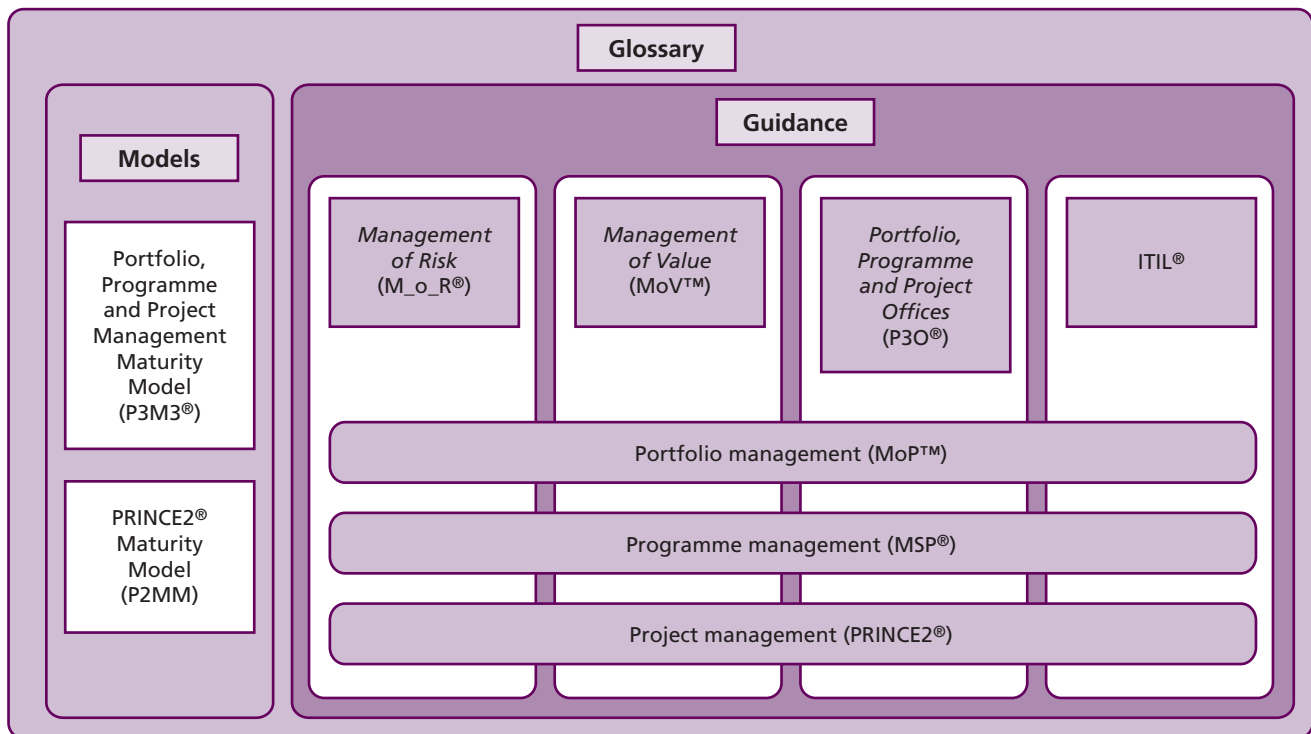 Glossary
Models
Portfolio,
Programme
and Project
Management
Maturity
Model
(P3M3®)
PRINCE2®
Maturity
Model
(P2MM)
Guidance
Management
of Risk
(M_o_R®)
Management
of Value
(MoV™)
Portfolio,
Programme
and Project
Offices
(P3O®)
ITIL®
Portfolio management (MoP™)
Programme management (MSP®)
Project management (PRINCE2®)